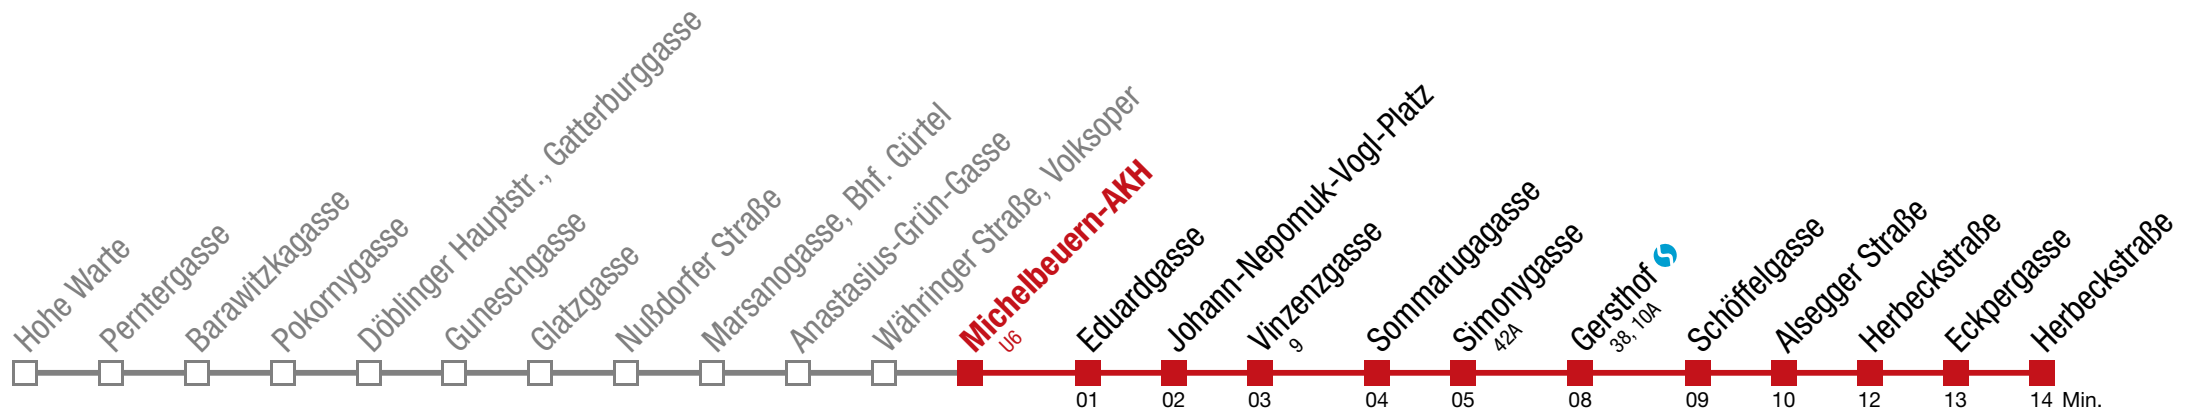 Hohe Warte
Perntergasse
Barawitzkagasse
Pokornygasse
Döblinger Hauptstr., Gatterburggasse
Guneschgasse
Glatzgasse
Nußdorfer Straße
Marsanogasse, Bhf. Gürtel
Anastasius-Grün-Gasse
Währinger Straße, Volksoper
Michelbeuern-AKH
U6
Eduardgasse
Johann-Nepomuk-Vogl-Platz
Vinzenzgasse
9
Sommarugagasse
Simonygasse
42A
Gersthof
38, 10A
Schöffelgasse
Alsegger Straße
Herbeckstraße
Eckpergasse
Herbeckstraße
01 02 03 04 05 08 09 10 12 13 14 Min.